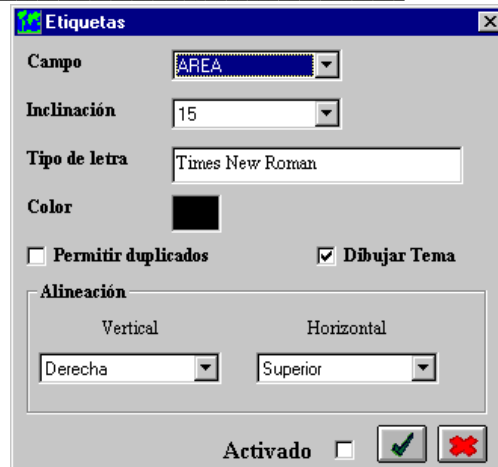 Etiquetas
Campo AREA
Inclinación 15
Tipo de letra Times New Roman
Color
Permitir duplicados Dibujar Tema
Alineación
Vertical Horizontal
Derecha Superior
Activado